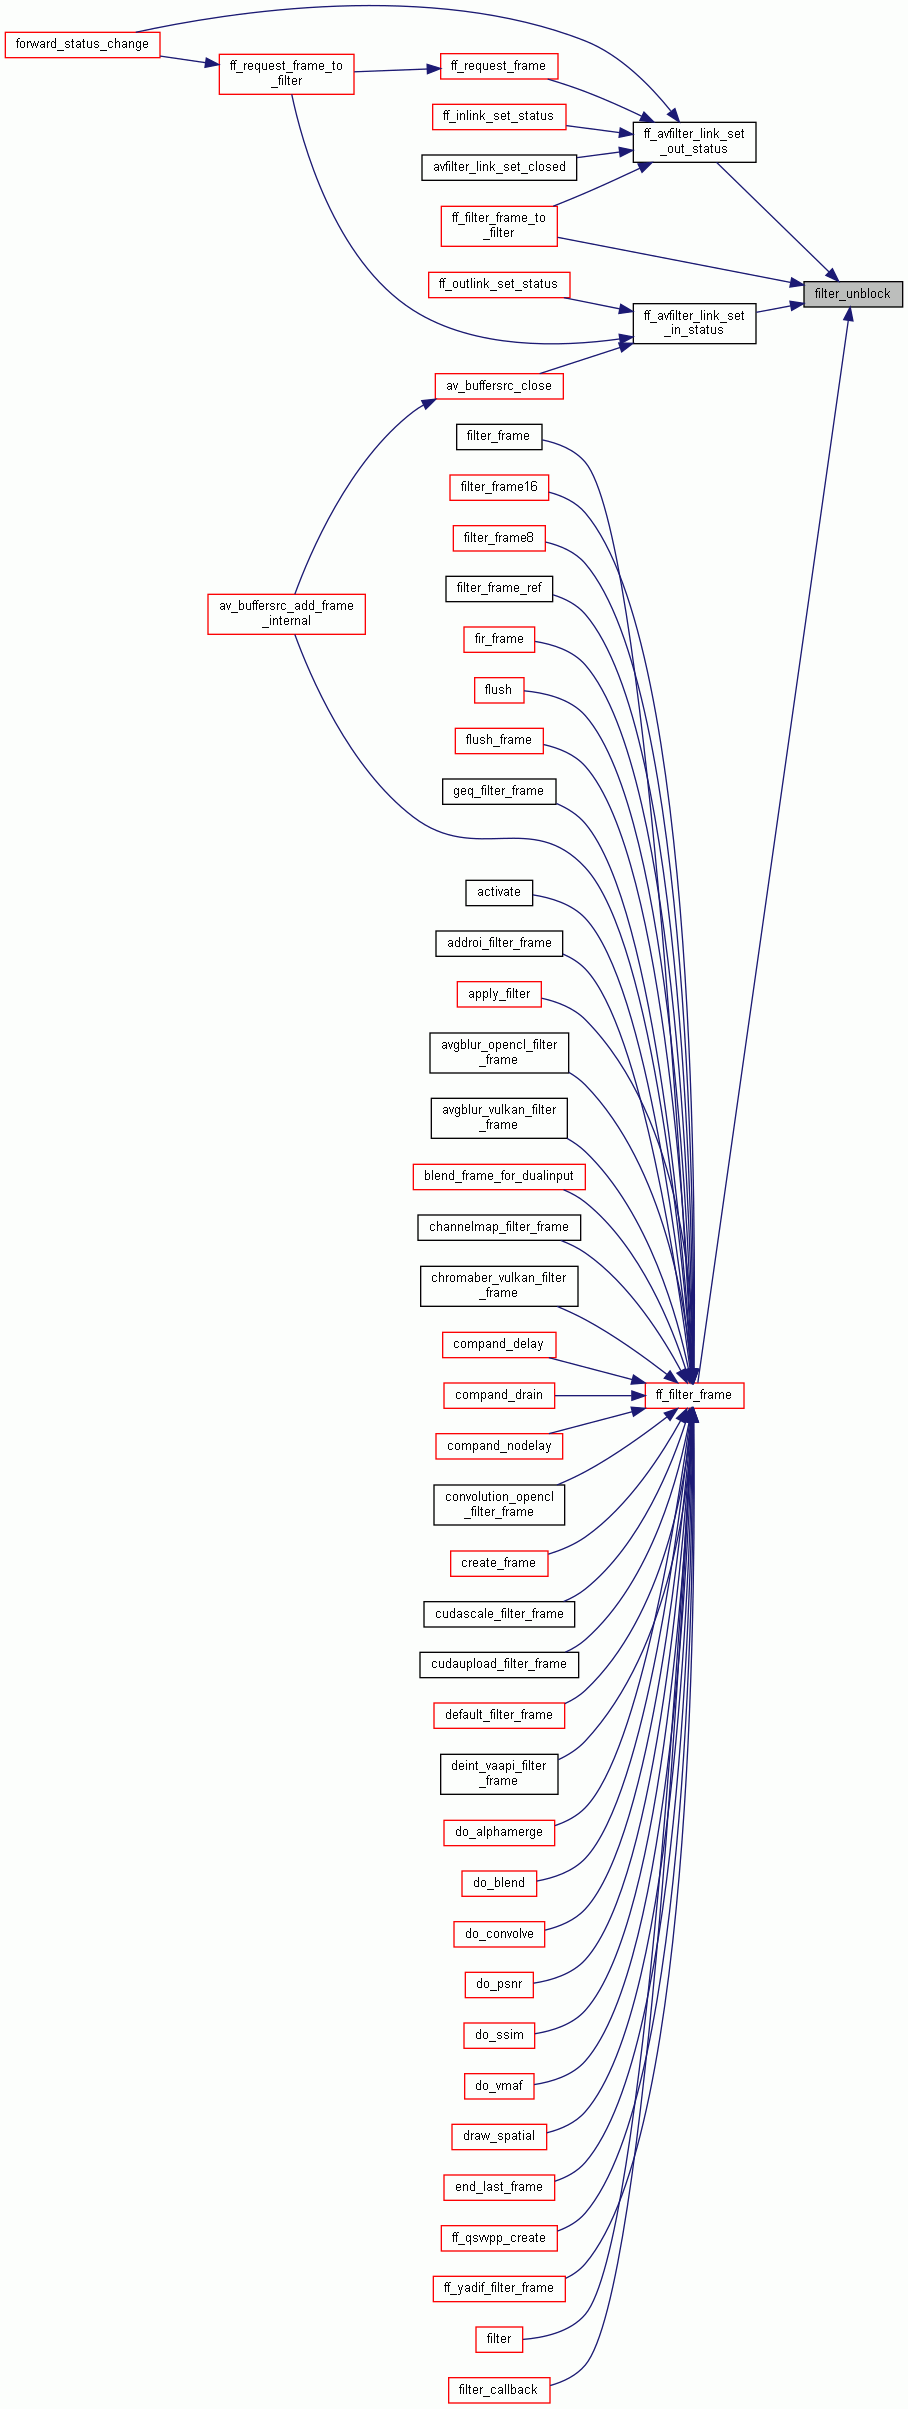 forward_status_change
ff_request_frame_to
_filter
ff_request_frame
ff_inlink_set_status
avfilter_link_set_closed
ff_avfilter_link_set
_out_status
ff_filter_frame_to
_filter
ff_outlink_set_status
filter_unblock
ff_avfilter_link_set
_in_status
av_buffersrc_close
filter_frame
filter_frame16
filter_frame8
filter_frame_ref
av_buffersrc_add_frame
_internal
fir_frame
flush
flush_frame
geq_filter_frame
activate
addroi_filter_frame
apply_filter
avgblur_opencl_filter
_frame
avgblur_vulkan_filter
_frame
blend_frame_for_dualinput
channelmap_filter_frame
chromaber_vulkan_filter
_frame
compand_delay
compand_drain
ff_filter_frame
compand_nodelay
convolution_opencl
_filter_frame
create_frame
cudascale_filter_frame
cudaupload_filter_frame
default_filter_frame
deint_vaapi_filter
_frame
do_alphamerge
do_blend
do_convolve
do_psnr
do_ssim
do_vmaf
draw_spatial
end_last_frame
ff_qsvvpp_create
ff_yadif_filter_frame
filter
filter_callback